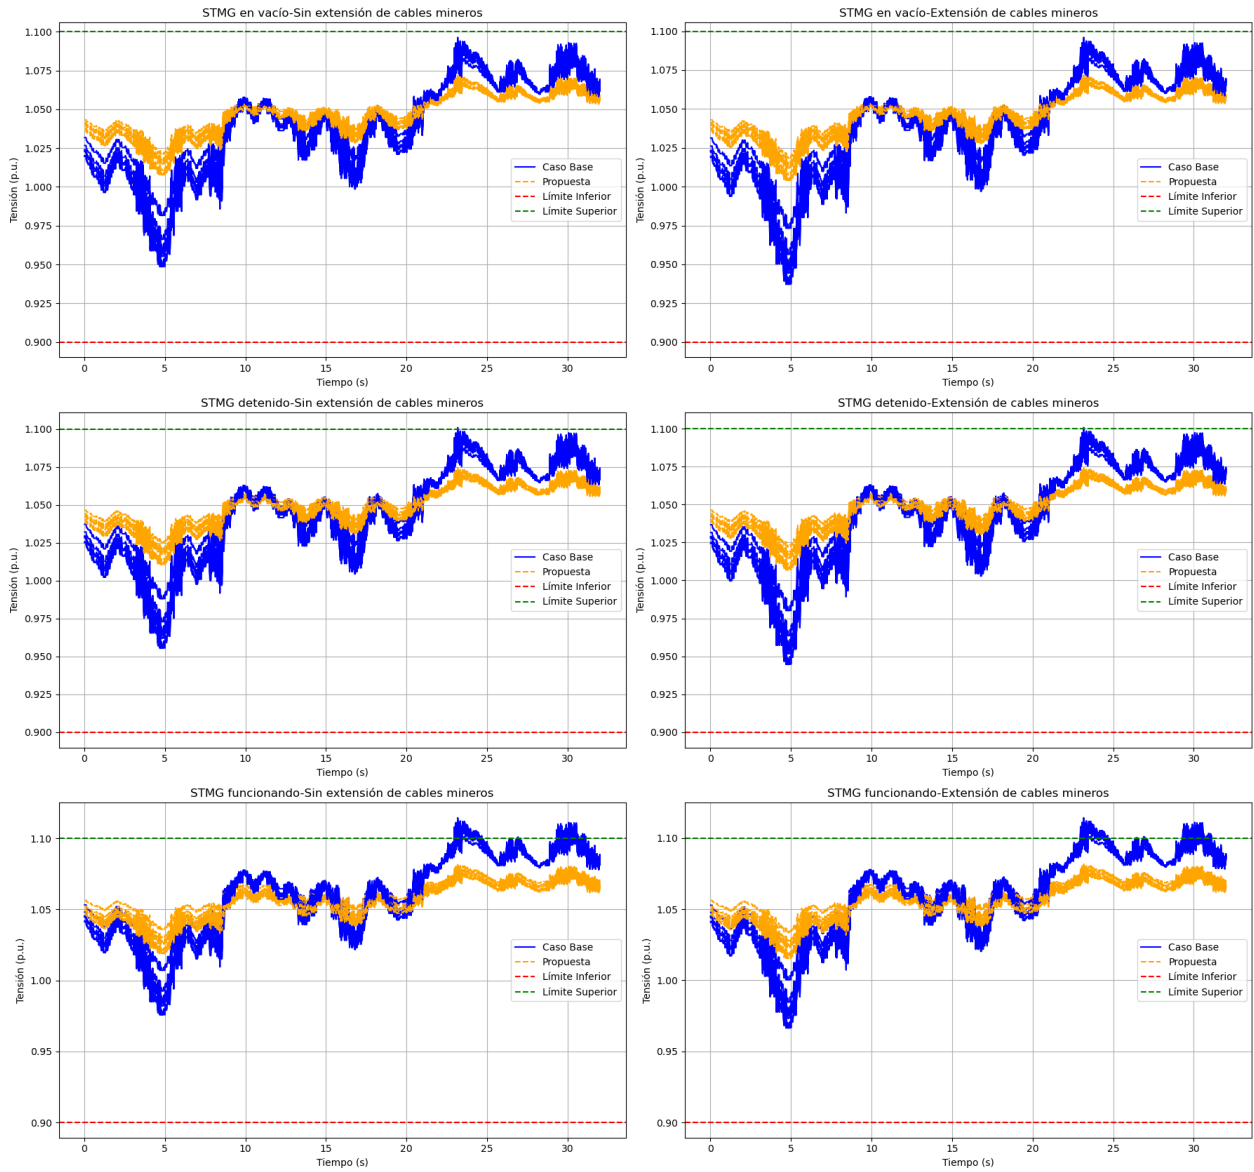 STMG en vacío-Sin extensión de cables mineros
1.100
1.075
1.050
1.025
1.000
0.975
0.950
0.925
0.900
Tensión (p.u.)
Caso Base
Propuesta
Límite Inferior
Límite Superior
0 5 10 15 20 25 30
Tiempo (s)
STMG en vacío-Extensión de cables mineros
1.100
1.075
1.050
1.025
1.000
0.975
0.950
0.925
0.900
Tensión (p.u.)
Caso Base
Propuesta
Límite Inferior
Límite Superior
0 5 10 15 20 25 30
Tiempo (s)
STMG detenido-Sin extensión de cables mineros
1.100
1.075
1.050
1.025
1.000
0.975
0.950
0.925
0.900
Tensión (p.u.)
Caso Base
Propuesta
Límite Inferior
Límite Superior
0 5 10 15 20 25 30
Tiempo (s)
STMG detenido-Extensión de cables mineros
1.100
1.075
1.050
1.025
1.000
0.975
0.950
0.925
0.900
Tensión (p.u.)
Caso Base
Propuesta
Límite Inferior
Límite Superior
0 5 10 15 20 25 30
Tiempo (s)
STMG funcionando-Sin extensión de cables mineros
1.10
1.05
1.00
0.95
0.90
Tensión (p.u.)
Caso Base
Propuesta
Límite Inferior
Límite Superior
0 5 10 15 20 25 30
Tiempo (s)
STMG funcionando-Extensión de cables mineros
1.10
1.05
1.00
0.95
0.90
Tensión (p.u.)
Caso Base
Propuesta
Límite Inferior
Límite Superior
0 5 10 15 20 25 30
Tiempo (s)